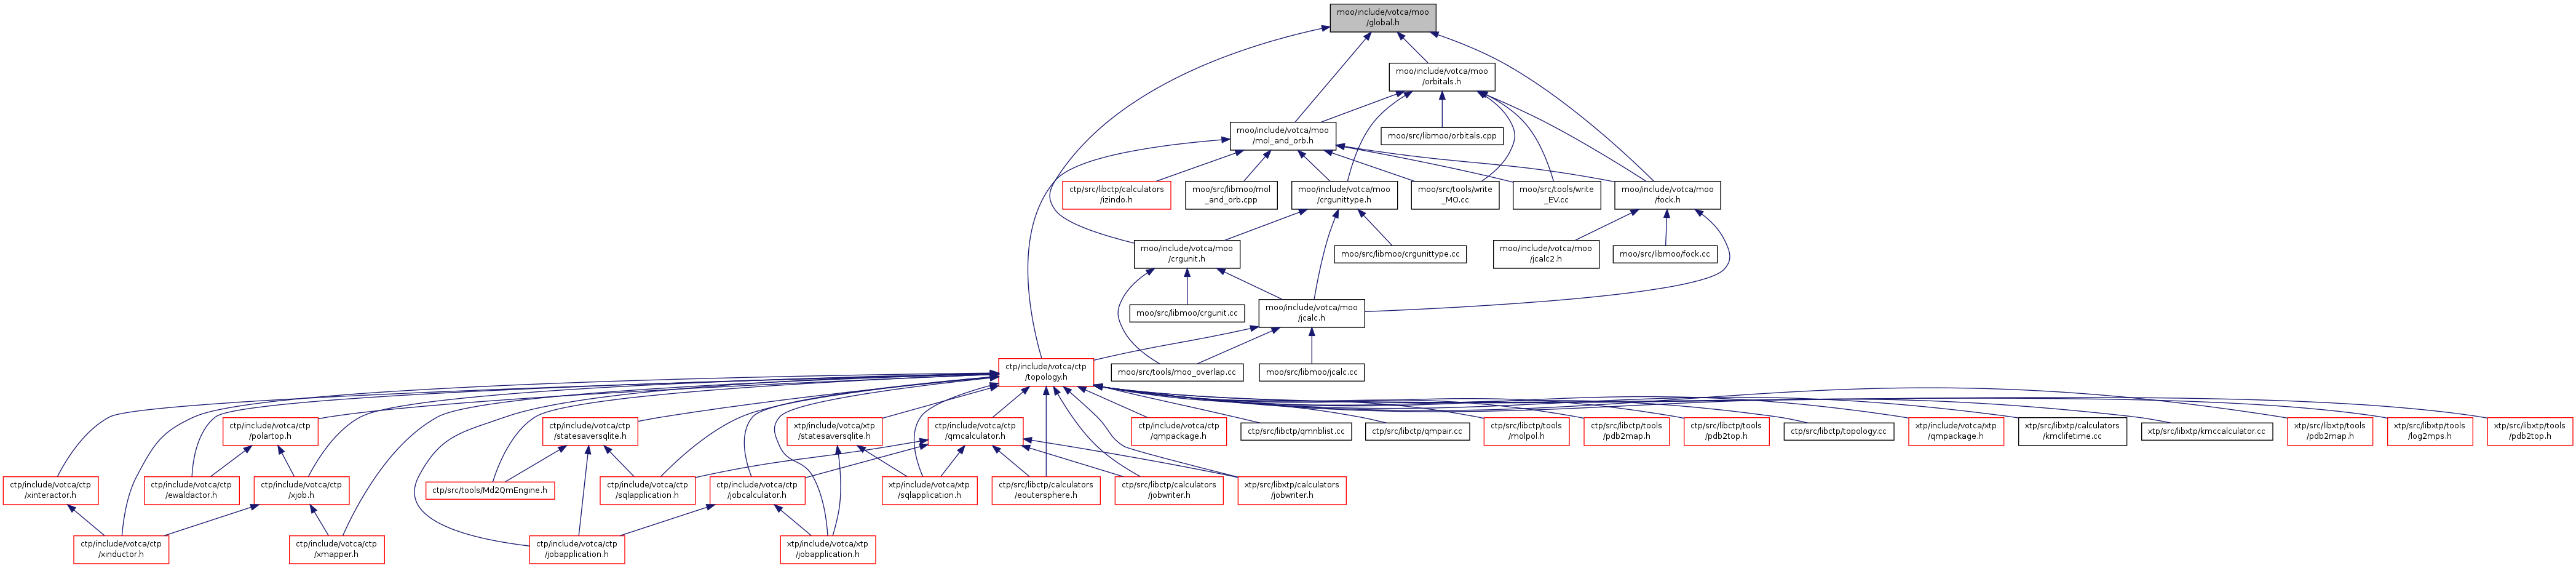 moo/include/votca/moo
/global.h
moo/include/votca/moo
/orbitals.h
moo/include/votca/moo
/mol_and_orb.h
moo/src/libmoo/orbitals.cpp
ctp/src/libctp/calculators
/izindo.h
moo/src/libmoo/mol
_and_orb.cpp
moo/include/votca/moo
/crgunittype.h
moo/src/tools/write
_MO.cc
moo/src/tools/write
_EV.cc
moo/include/votca/moo
/fock.h
moo/include/votca/moo
/crgunit.h
moo/src/libmoo/crgunittype.cc
moo/include/votca/moo
/jcalc2.h
moo/src/libmoo/fock.cc
moo/src/libmoo/crgunit.cc
moo/include/votca/moo
/jcalc.h
ctp/include/votca/ctp
/topology.h
moo/src/tools/moo_overlap.cc
moo/src/libmoo/jcalc.cc
ctp/include/votca/ctp
/polartop.h
ctp/include/votca/ctp
/statesaversqlite.h
xtp/include/votca/xtp
/statesaversqlite.h
ctp/include/votca/ctp
/qmcalculator.h
ctp/include/votca/ctp
/qmpackage.h
ctp/src/libctp/qmnblist.cc
ctp/src/libctp/qmpair.cc
ctp/src/libctp/tools
/molpol.h
ctp/src/libctp/tools
/pdb2map.h
ctp/src/libctp/tools
/pdb2top.h
ctp/src/libctp/topology.cc
xtp/include/votca/xtp
/qmpackage.h
xtp/src/libxtp/calculators
/kmclifetime.cc
xtp/src/libxtp/kmccalculator.cc
xtp/src/libxtp/tools
/pdb2map.h
xtp/src/libxtp/tools
/log2mps.h
xtp/src/libxtp/tools
/pdb2top.h
ctp/include/votca/ctp
/xinteractor.h
ctp/include/votca/ctp
/ewaldactor.h
ctp/include/votca/ctp
/xjob.h
ctp/src/tools/Md2QmEngine.h
ctp/include/votca/ctp
/sqlapplication.h
ctp/include/votca/ctp
/jobcalculator.h
xtp/include/votca/xtp
/sqlapplication.h
ctp/src/libctp/calculators
/eoutersphere.h
ctp/src/libctp/calculators
/jobwriter.h
xtp/src/libxtp/calculators
/jobwriter.h
ctp/include/votca/ctp
/xinductor.h
ctp/include/votca/ctp
/xmapper.h
ctp/include/votca/ctp
/jobapplication.h
xtp/include/votca/xtp
/jobapplication.h